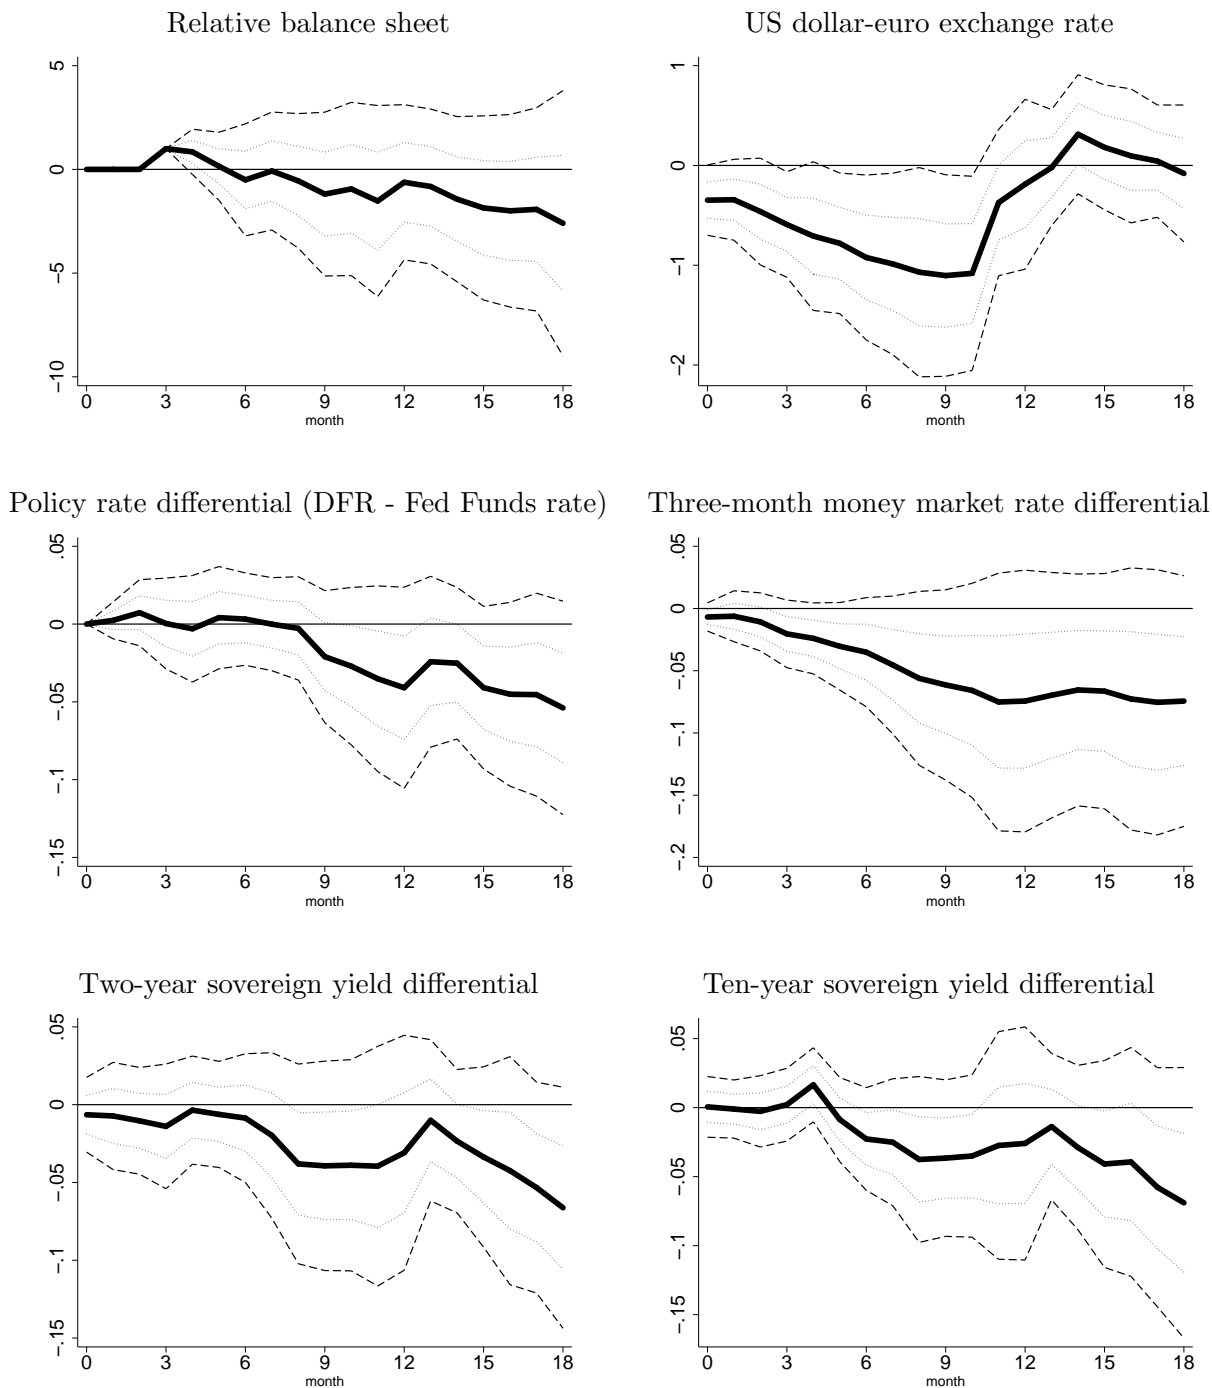 Relative balance sheet
5
0
−5
−10
0 3 6 9 12 15 18
month
US dollar-euro exchange rate
1
0
−1
−2
0 3 6 9 12 15 18
month
Policy rate differential (DFR - Fed Funds rate)
.05
0
−.05
−.1
−.15
0 3 6 9 12 15 18
month
Three-month money market rate differential
.05
0
−.05
−.1
−.15
−.2
0 3 6 9 12 15 18
month
Two-year sovereign yield differential
.05
0
−.05
−.1
−.15
0 3 6 9 12 15 18
month
Ten-year sovereign yield differential
.05
0
−.05
−.1
−.15
0 3 6 9 12 15 18
month